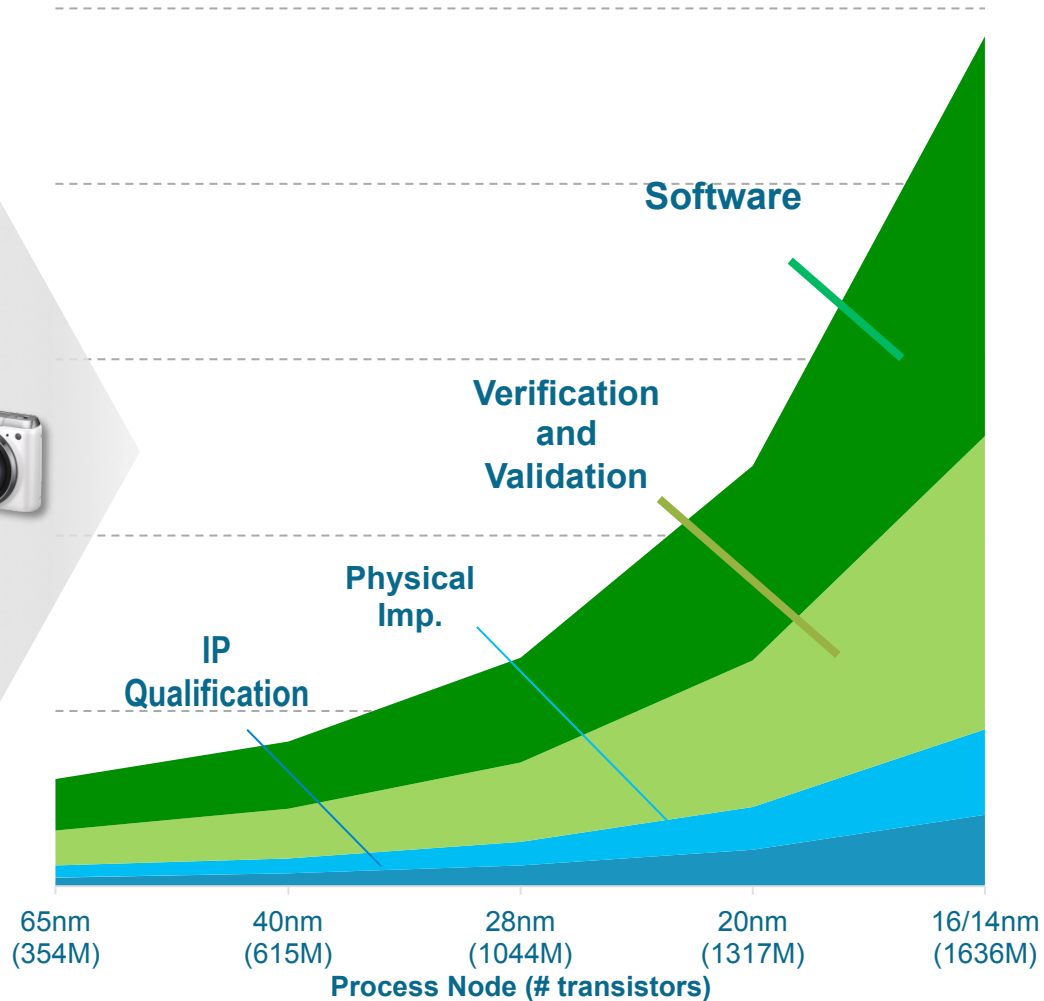 Software
Verification
and
Validation
Physical
Imp.
IP
Qualification
65nm
(354M)
40nm
(615M)
28nm
(1044M)
20nm
(1317M)
16/14nm
(1636M)
Process Node (# transistors)